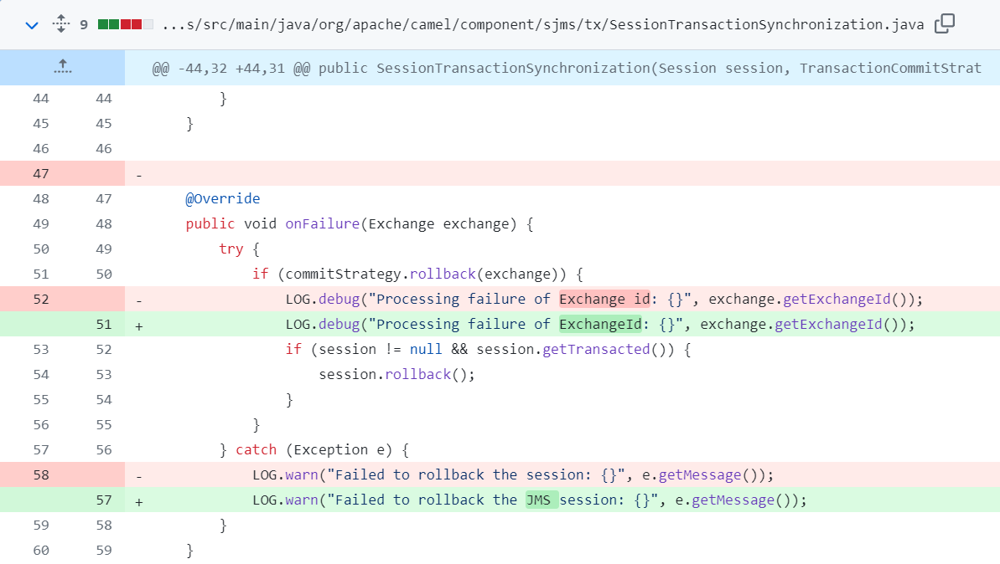 9 ...s/src/main/java/org/apache/camel/component/sjms/tx/SessionTransactionSynchronization.java
@@ -44,32 +44,31 @@ public SessionTransactionSynchronization(Session session, TransactionCommitStrat
44 44 }
45 45 }
46 46
47 -
48 47 @Override
49 48 public void onFailure(Exchange exchange) {
50 49 try {
51 50 if (commitStrategy.rollback(exchange)) {
52 - LOG.debug("Processing failure of Exchange id: {}", exchange.getExchangeId());
51 + LOG.debug("Processing failure of ExchangeId: {}", exchange.getExchangeId());
53 52 if (session != null && session.getTransacted()) {
54 53 session.rollback();
55 54 }
56 55 }
57 56 } catch (Exception e) {
58 - LOG.warn("Failed to rollback the session: {}", e.getMessage());
57 + LOG.warn("Failed to rollback the JMS session: {}", e.getMessage());
59 58 }
60 59 }